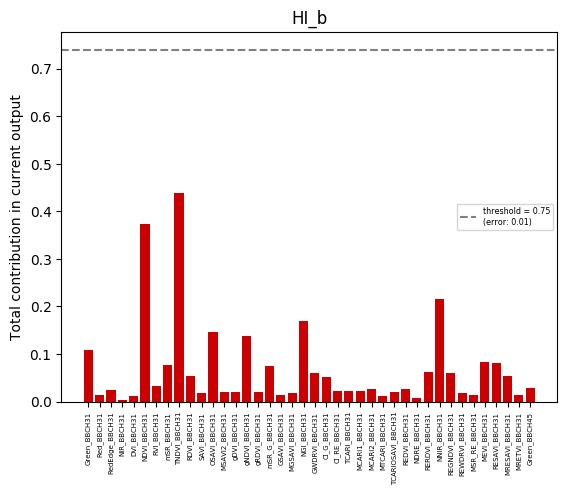 HI_b
Total contribution in current output
0.7
0.6
0.5
0.4
0.3
0.2
0.1
0.0
threshold = 0.75
(error: 0.01)
Green_BBCH31
Red_BBCH31
RedEdge_BBCH31
NIR_BBCH31
DVI_BBCH31
NDVI_BBCH31
RVI_BBCH31
mSR_BBCH31
TNDVI_BBCH31
RDVI_BBCH31
SAVI_BBCH31
OSAVI_BBCH31
MSAVI2_BBCH31
gDVI_BBCH31
gNDVI_BBCH31
gRDVI_BBCH31
mSR_G_BBCH31
GSAVI_BBCH31
MGSAVI_BBCH31
NGI_BBCH31
GWDRVI_BBCH31
CI_G_BBCH31
CI_RE_BBCH31
TCARI_BBCH31
MCARI1_BBCH31
MCARI2_BBCH31
MTCARI_BBCH31
TCARIOSAVI_BBCH31
REDVI_BBCH31
NDRE_BBCH31
RERDVI_BBCH31
NNIR_BBCH31
REGNDVI_BBCH31
REWDRVI_BBCH31
MSR_RE_BBCH31
MEVI_BBCH31
RESAVI_BBCH31
MRESAVI_BBCH31
MRETVI_BBCH31
Green_BBCH45